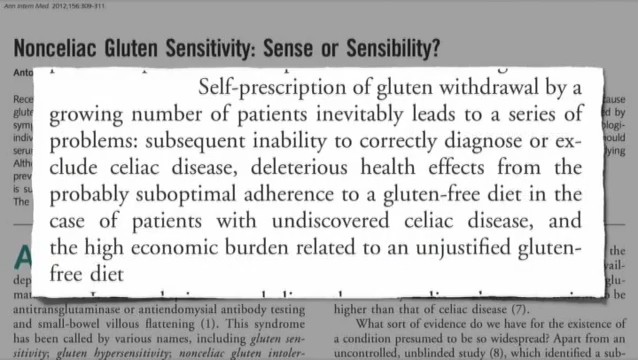 Ann Intern Med. 2012;156:309-311.
Nonceliac Gluten Sensitivity: Sense or Sensibility?
Anto
Self-prescription of gluten withdrawal by a
growing number of patients inevitably leads to a series of
problems: subsequent inability to correctly diagnose or ex-
clude celiac disease, deleterious health effects from the
probably suboptimal adherence to a gluten-free diet in the
case of patients with undiscovered celiac disease, and
the high economic burden related to an unjustified gluten-
free diet
antitransglutaminase or antiendomysial antibody testing
and small-bowel villous flattening (1). This syndrome
has been called by various names, including gluten sen-
sitivity, gluten hypersensitivity, nonceliac gluten intoler-
higher than that of celiac disease (7).
What sort of evidence do we have for the existence of
a condition presumed to be so widespread? Apart from an
uncontrolled, unblinded study (8), which identified a sub-